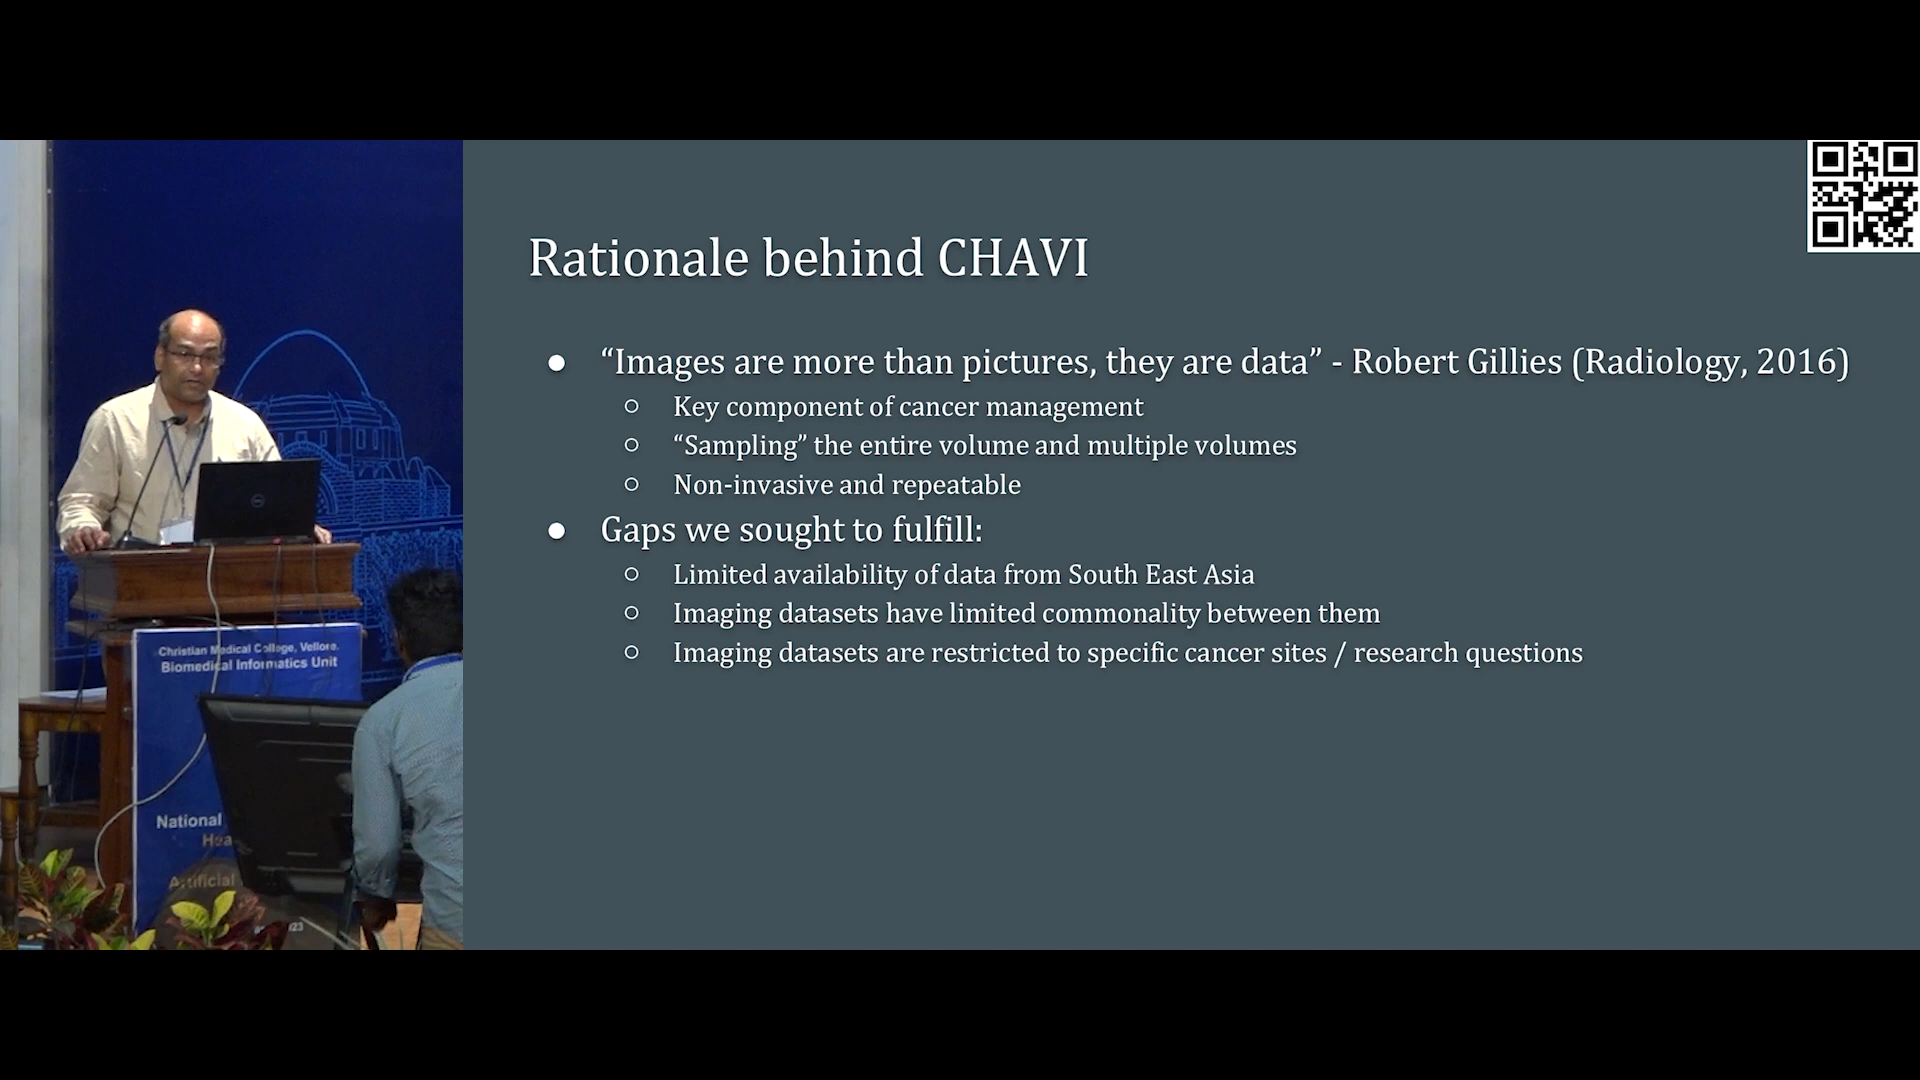 Rationale behind CHAVI
● “Images are more than pictures, they are data” - Robert Gillies (Radiology, 2016)
○ Key component of cancer management
○ “Sampling” the entire volume and multiple volumes
○ Non-invasive and repeatable
● Gaps we sought to fulfill:
○ Limited availability of data from South East Asia
○ Imaging datasets have limited commonality between them
○ Imaging datasets are restricted to specific cancer sites / research questions
Christian Medical College, Vellore.
Biomedical Informatics Unit
National
Hea
Artificial
DELL